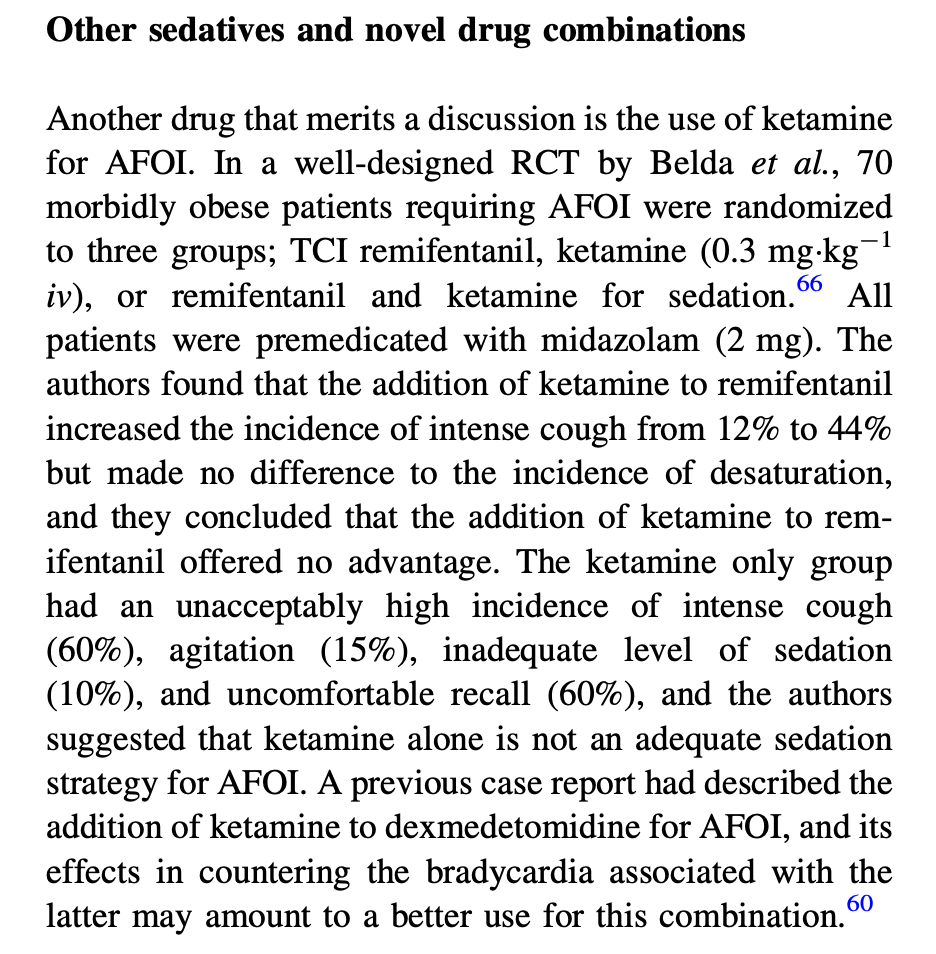 Other sedatives and novel drug combinations
Another drug that merits a discussion is the use of ketamine
for AFOI. In a well-designed RCT by Belda et al., 70
morbidly obese patients requiring AFOI were randomized
to three groups; TCI remifentanil, ketamine (0.3 mg·kg⁻¹
iv), or remifentanil and ketamine for sedation.⁶⁶ All
patients were premedicated with midazolam (2 mg). The
authors found that the addition of ketamine to remifentanil
increased the incidence of intense cough from 12% to 44%
but made no difference to the incidence of desaturation,
and they concluded that the addition of ketamine to rem-
ifentanil offered no advantage. The ketamine only group
had an unacceptably high incidence of intense cough
(60%), agitation (15%), inadequate level of sedation
(10%), and uncomfortable recall (60%), and the authors
suggested that ketamine alone is not an adequate sedation
strategy for AFOI. A previous case report had described the
addition of ketamine to dexmedetomidine for AFOI, and its
effects in countering the bradycardia associated with the
latter may amount to a better use for this combination.⁶⁰